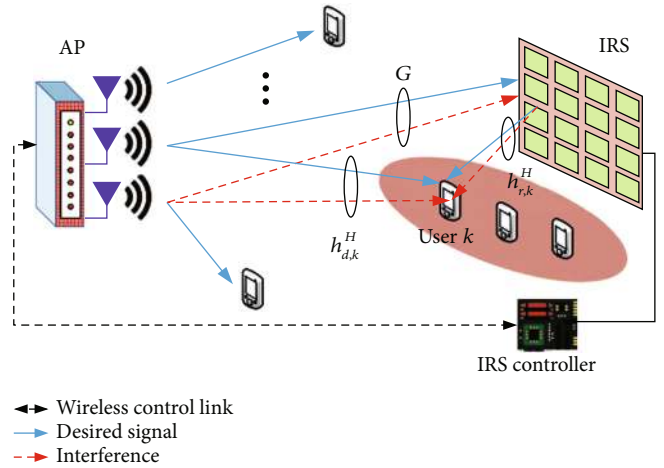 AP
IRS
G
h_{r,k}^H
User k
h_{d,k}^H
IRS controller
Wireless control link
Desired signal
Interference